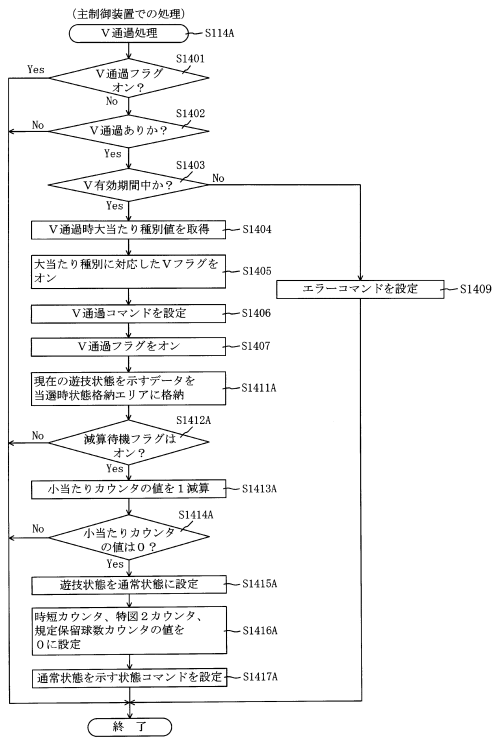 （主制御装置での処理）
Ｖ通過処理
S114A
S1401
Yes
Ｖ通過フラグ
オン？
No
S1402
No
Ｖ通過ありか？
Yes
S1403
No
Ｖ有効期間中か？
Yes
Ｖ通過時大当たり種別値を取得
S1404
大当たり種別に対応したＶフラグを
オン
S1405
エラーコマンドを設定
S1409
Ｖ通過コマンドを設定
S1406
Ｖ通過フラグをオン
S1407
現在の遊技状態を示すデータを
当選時状態格納エリアに格納
S1411A
S1412A
No
減算待機フラグは
オン？
Yes
小当たりカウンタの値を１減算
S1413A
S1414A
No
小当たりカウンタ
の値は０？
Yes
遊技状態を通常状態に設定
S1415A
時短カウンタ、特図２カウンタ、
規定保留球数カウンタの値を
０に設定
S1416A
通常状態を示す状態コマンドを設定
S1417A
終 了